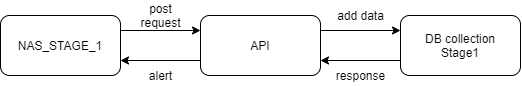 post
request
add data
NAS_STAGE_1
API
DB collection
Stage1
alert
response